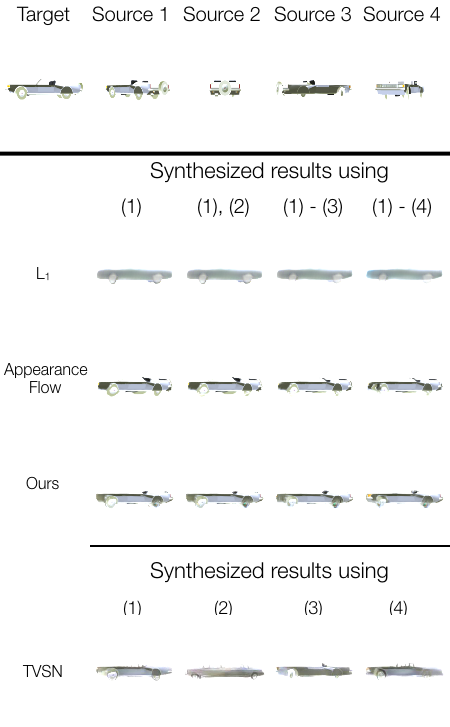 Target Source 1 Source 2 Source 3 Source 4
Synthesized results using
(1) (1), (2) (1) - (3) (1) - (4)
L₁
Appearance
Flow
Ours
Synthesized results using
(1) (2) (3) (4)
TVSN